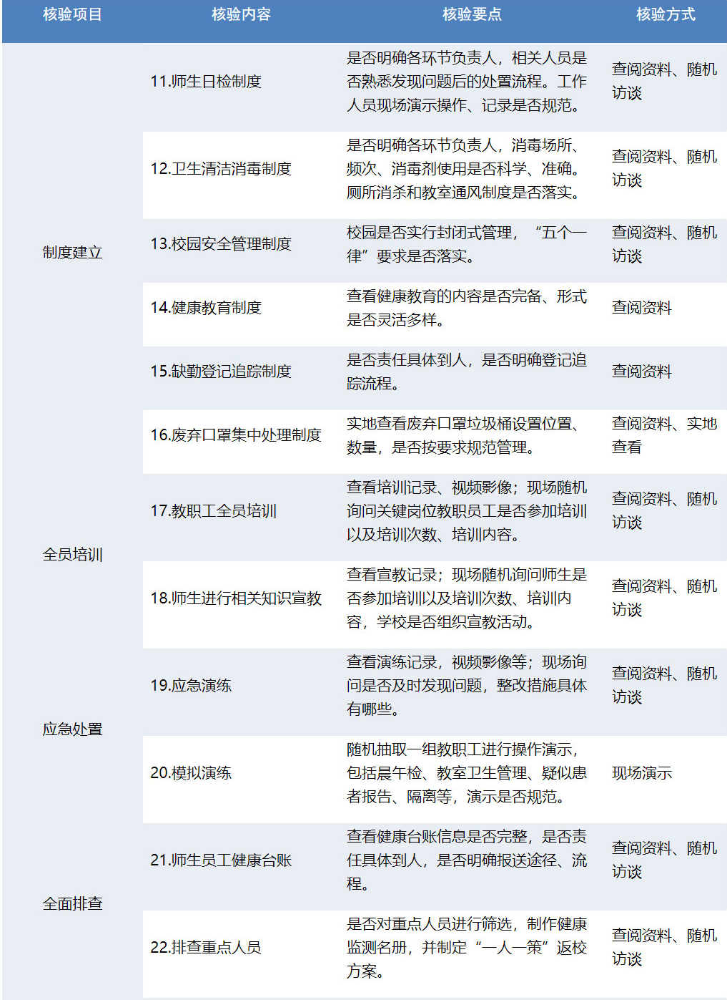 核验项目 核验内容 核验要点 核验方式
制度建立
11.师生日检制度
是否明确各环节负责人，相关人员是
否熟悉发现问题后的处置流程。工作
人员现场演示操作、记录是否规范。
查阅资料、随机
访谈
12.卫生清洁消毒制度
是否明确各环节负责人，消毒场所、
频次、消毒剂使用是否科学、准确。
厕所消杀和教室通风制度是否落实。
查阅资料、随机
访谈
13.校园安全管理制度
校园是否实行封闭式管理，“五个一
律”要求是否落实。
查阅资料、随机
访谈
14.健康教育制度
查看健康教育的内容是否完备、形式
是否灵活多样。
查阅资料
15.缺勤登记追踪制度
是否责任具体到人，是否明确登记追
踪流程。
查阅资料
16.废弃口罩集中处理制度
实地查看废弃口罩垃圾桶设置位置、
数量，是否按要求规范管理。
查阅资料、实地
查看
全员培训
17.教职工全员培训
查看培训记录、视频影像；现场随机
询问关键岗位教职员工是否参加培训
以及培训次数、培训内容。
查阅资料、随机
访谈
18.师生进行相关知识宣教
查看宣教记录；现场随机询问师生是
否参加培训以及培训次数、培训内
容，学校是否组织宣教活动。
查阅资料、随机
访谈
应急处置
19.应急演练
查看演练记录，视频影像等；现场询
问是否及时发现问题，整改措施具体
有哪些。
查阅资料、随机
访谈
20.模拟演练
随机抽取一组教职工进行操作演示，
包括晨午检、教室卫生管理、疑似患
者报告、隔离等，演示是否规范。
现场演示
全面排查
21.师生员工健康台账
查看健康台账信息是否完整，是否责
任具体到人，是否明确报送途径、流
程。
查阅资料、随机
访谈
22.排查重点人员
是否对重点人员进行筛选，制作健康
监测名册，并制定“一人一策”返校
方案。
查阅资料、随机
访谈